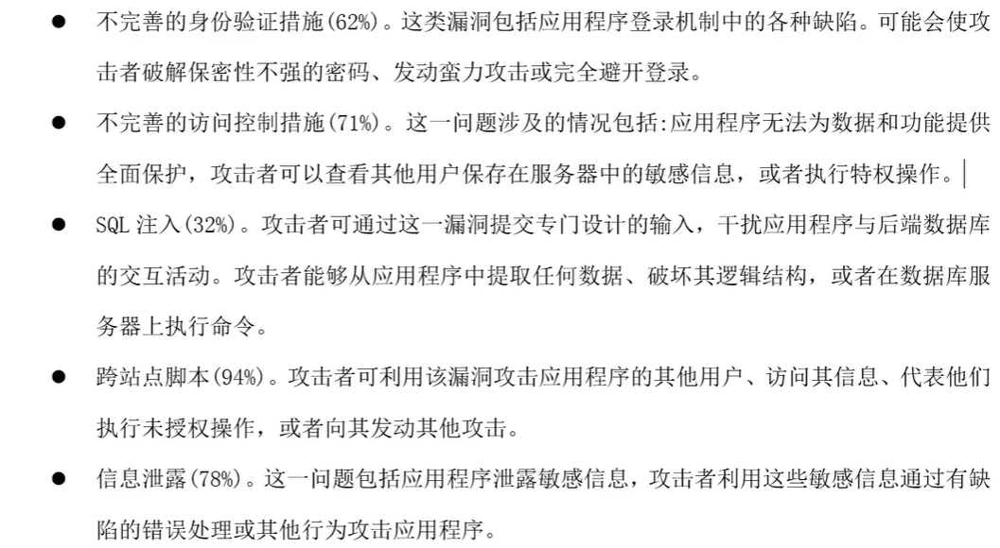 ● 不完善的身份验证措施(62%)。这类漏洞包括应用程序登录机制中的各种缺陷。可能会使攻
击者破解保密性不强的密码、发动蛮力攻击或完全避开登录。
● 不完善的访问控制措施(71%)。这一问题涉及的情况包括:应用程序无法为数据和功能提供
全面保护，攻击者可以查看其他用户保存在服务器中的敏感信息，或者执行特权操作。
● SQL 注入(32%)。攻击者可通过这一漏洞提交专门设计的输入，干扰应用程序与后端数据库
的交互活动。攻击者能够从应用程序中提取任何数据、破坏其逻辑结构，或者在数据库服
务器上执行命令。
● 跨站点脚本(94%)。攻击者可利用该漏洞攻击应用程序的其他用户、访问其信息、代表他们
执行未授权操作，或者向其发动其他攻击。
● 信息泄露(78%)。这一问题包括应用程序泄露敏感信息，攻击者利用这些敏感信息通过有缺
陷的错误处理或其他行为攻击应用程序。